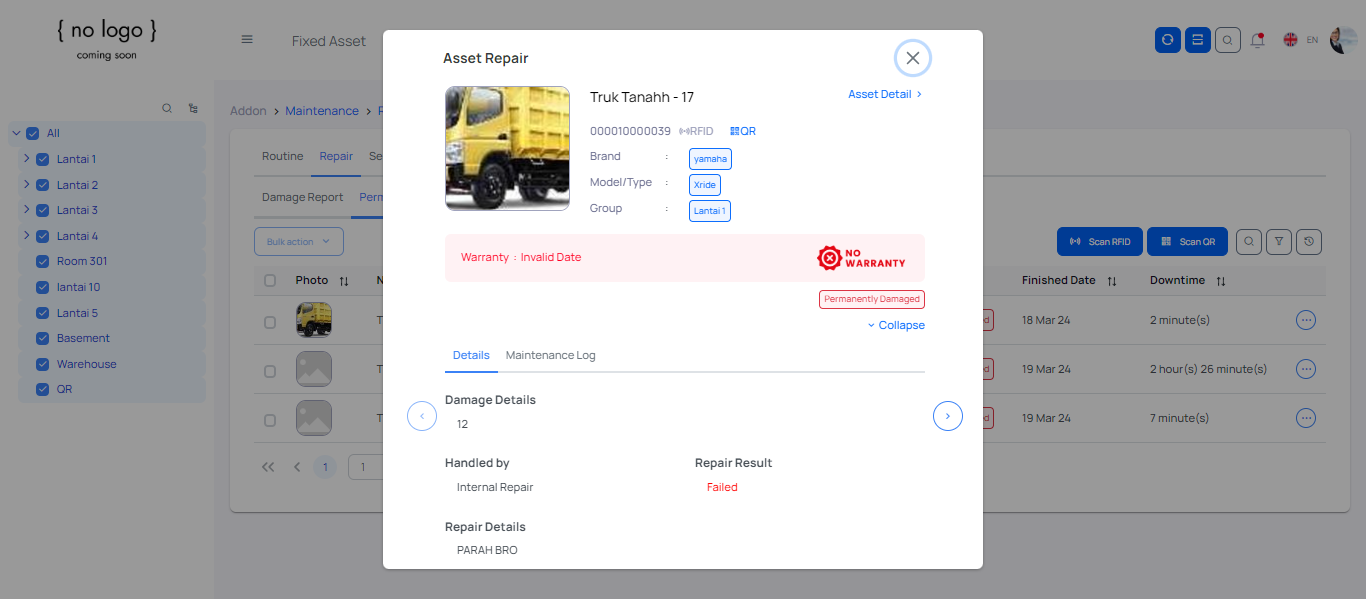 { no logo }
coming soon
Fixed Asset
EN
Addon > Maintenance >
All
Lantai 1
Lantai 2
Lantai 3
Lantai 4
Room 301
lantai 10
Lantai 5
Basement
Warehouse
QR
Routine Repair
Damage Report
Bulk action
Scan RFID Scan QR
Photo Finished Date Downtime
18 Mar 24 2 minute(s)
19 Mar 24 2 hour(s) 26 minute(s)
19 Mar 24 7 minute(s)
1 1
Asset Repair
Truk Tanahh - 17 Asset Detail >
000010000039 RFID QR
Brand : yamaha
Model/Type : Xride
Group : Lantai 1
Warranty : Invalid Date
NO
WARRANTY
Permanently Damaged
Collapse
Details Maintenance Log
Damage Details
12
Handled by Repair Result
Internal Repair Failed
Repair Details
PARAH BRO